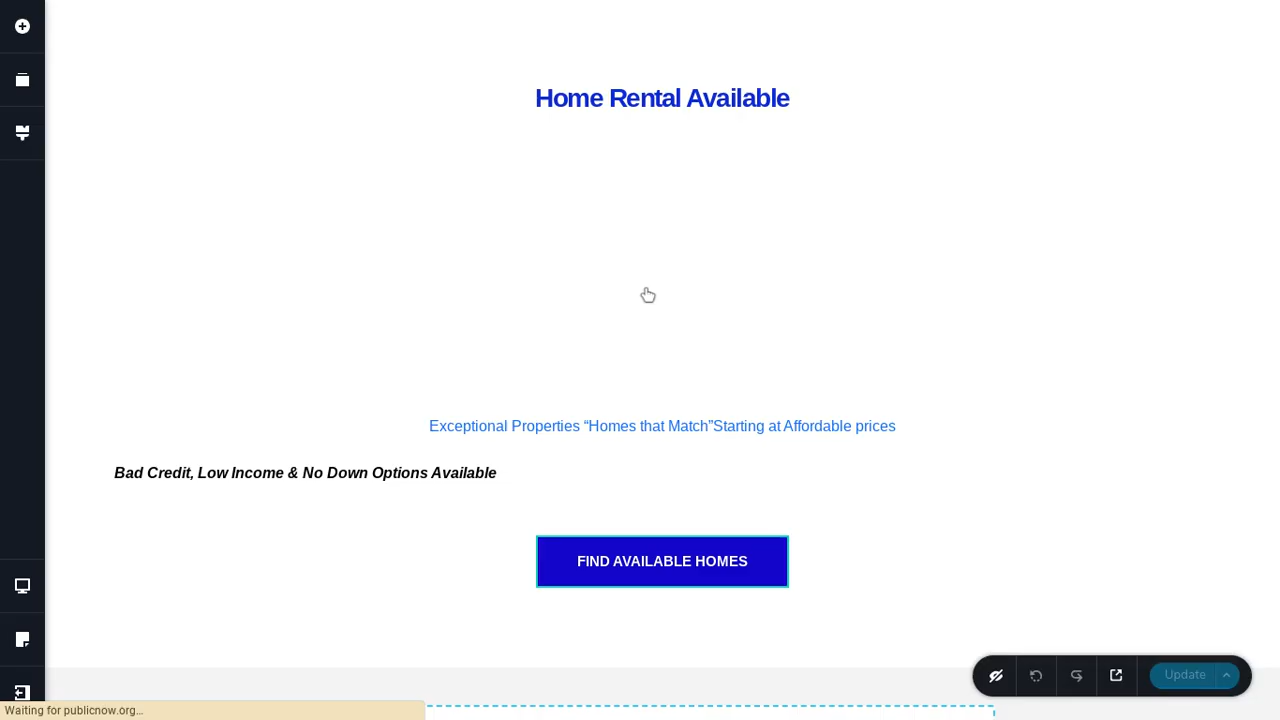 Home Rental Available
Exceptional Properties “Homes that Match”Starting at Affordable prices
Bad Credit, Low Income & No Down Options Available
FIND AVAILABLE HOMES
Update
Waiting for publicnow.org...